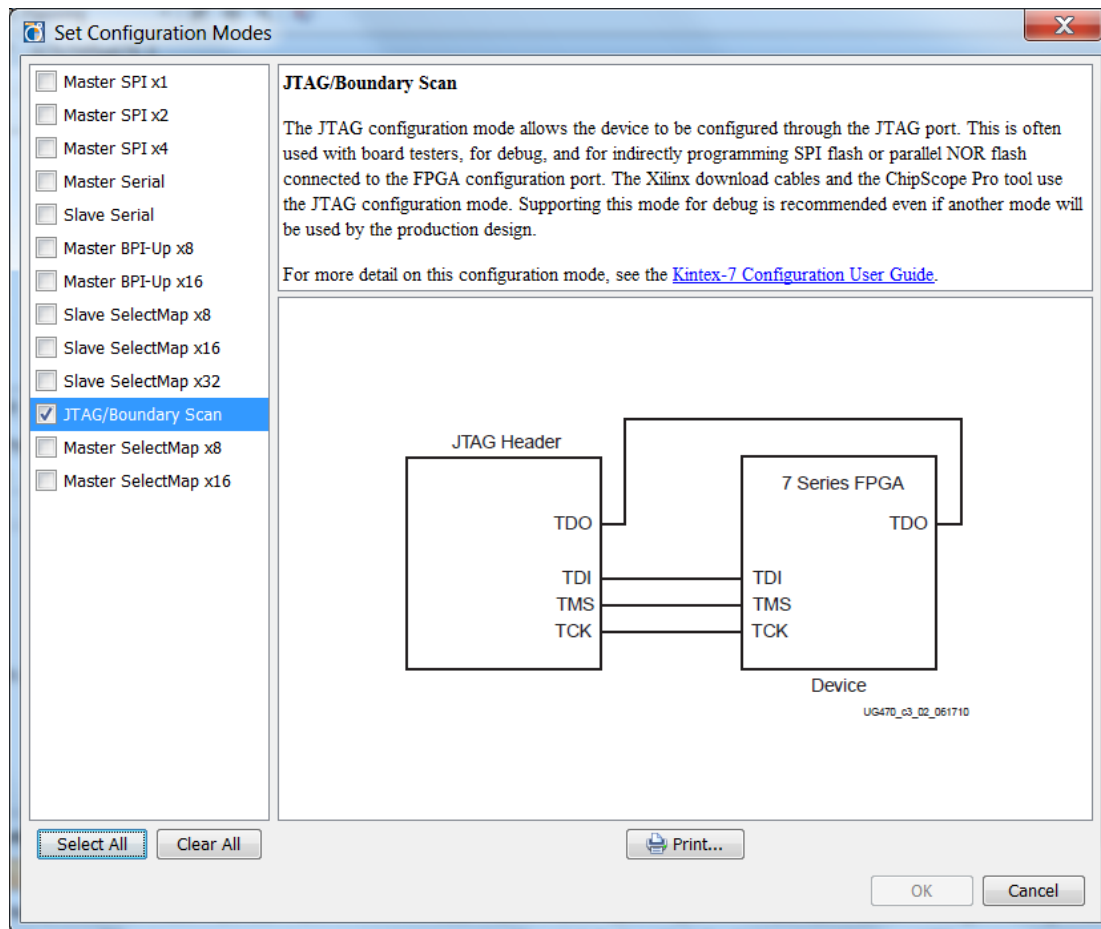 Set Configuration Modes
X
Master SPI x1
Master SPI x2
Master SPI x4
Master Serial
Slave Serial
Master BPI-Up x8
Master BPI-Up x16
Slave SelectMap x8
Slave SelectMap x16
Slave SelectMap x32
JTAG/Boundary Scan
Master SelectMap x8
Master SelectMap x16
JTAG/Boundary Scan
The JTAG configuration mode allows the device to be configured through the JTAG port. This is often
used with board testers, for debug, and for indirectly programming SPI flash or parallel NOR flash
connected to the FPGA configuration port. The Xilinx download cables and the ChipScope Pro tool use
the JTAG configuration mode. Supporting this mode for debug is recommended even if another mode will
be used by the production design.
For more detail on this configuration mode, see the Kintex-7 Configuration User Guide.
JTAG Header
7 Series FPGA
TDO
TDO
TDI
TDI
TMS
TMS
TCK
TCK
Device
UG470_c3_02_061710
Select All
Clear All
Print...
OK
Cancel